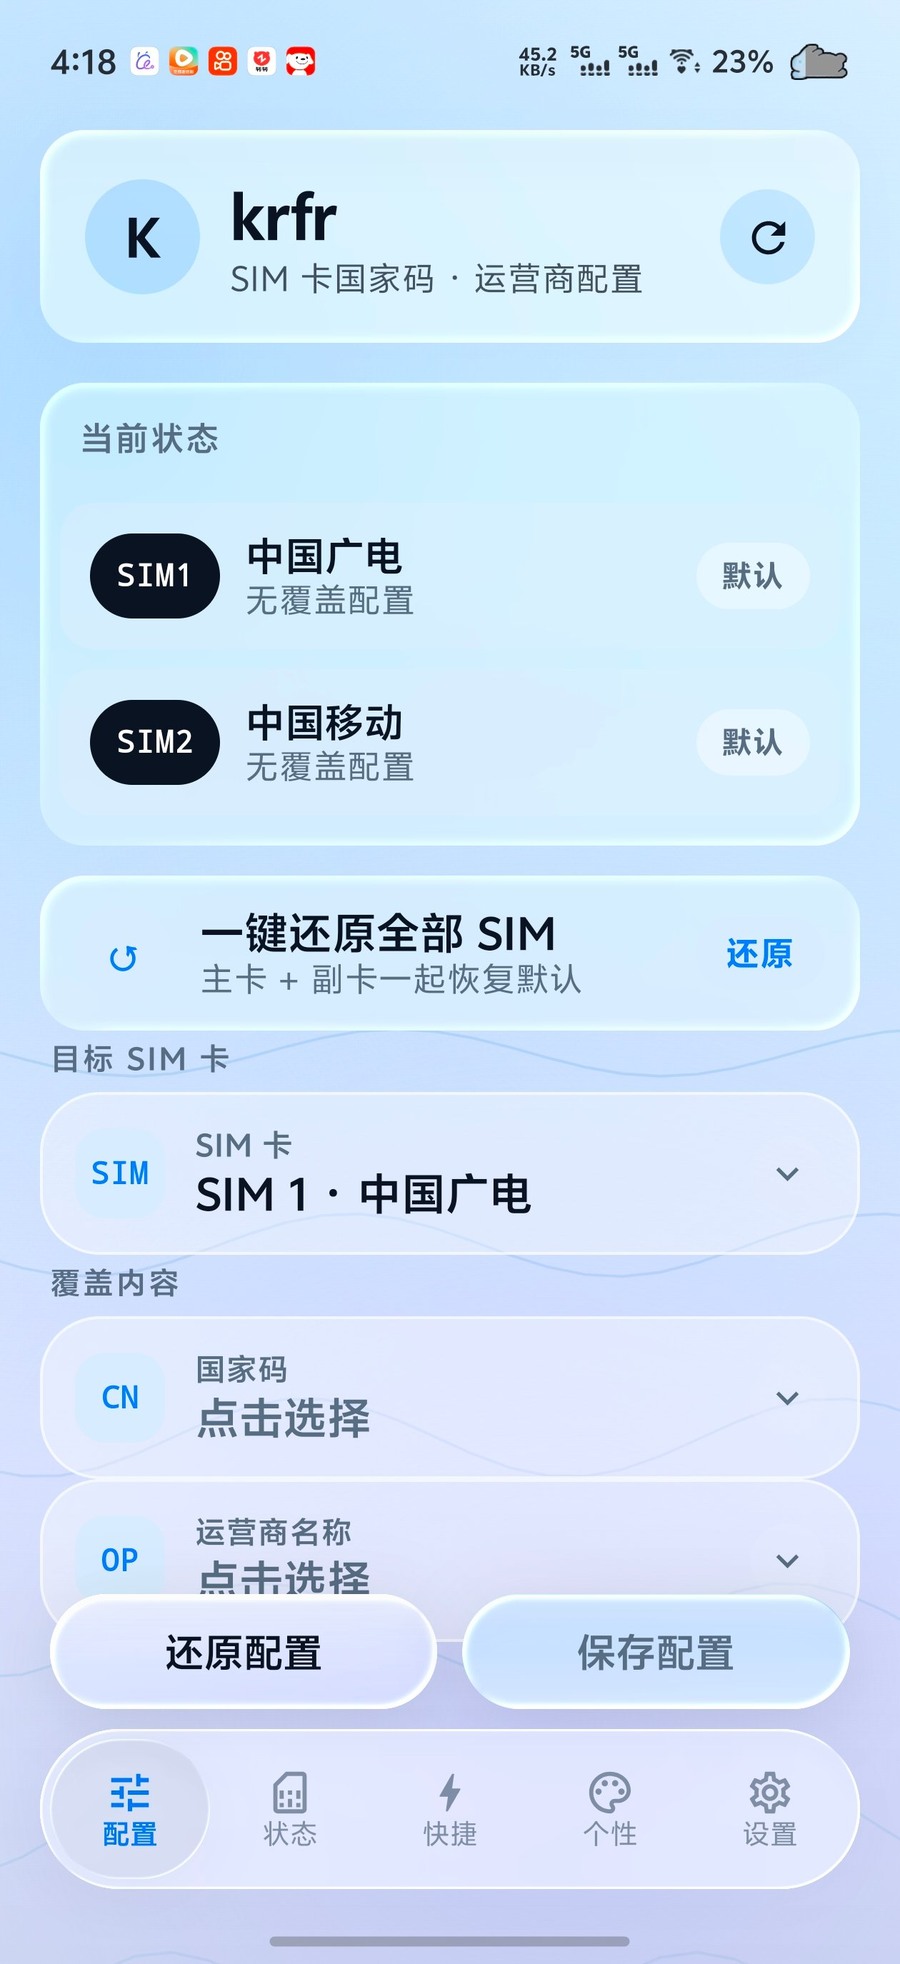 4:18
45.2 KB/s 5G 5G 23%
K
krfr
SIM 卡国家码 · 运营商配置
当前状态
SIM1
中国广电
无覆盖配置
默认
SIM2
中国移动
无覆盖配置
默认
一键还原全部 SIM
主卡 + 副卡一起恢复默认
还原
目标 SIM 卡
SIM
SIM 卡
SIM 1 · 中国广电
覆盖内容
CN
国家码
点击选择
OP
运营商名称
点击选择
还原配置
保存配置
配置
状态
快捷
个性
设置